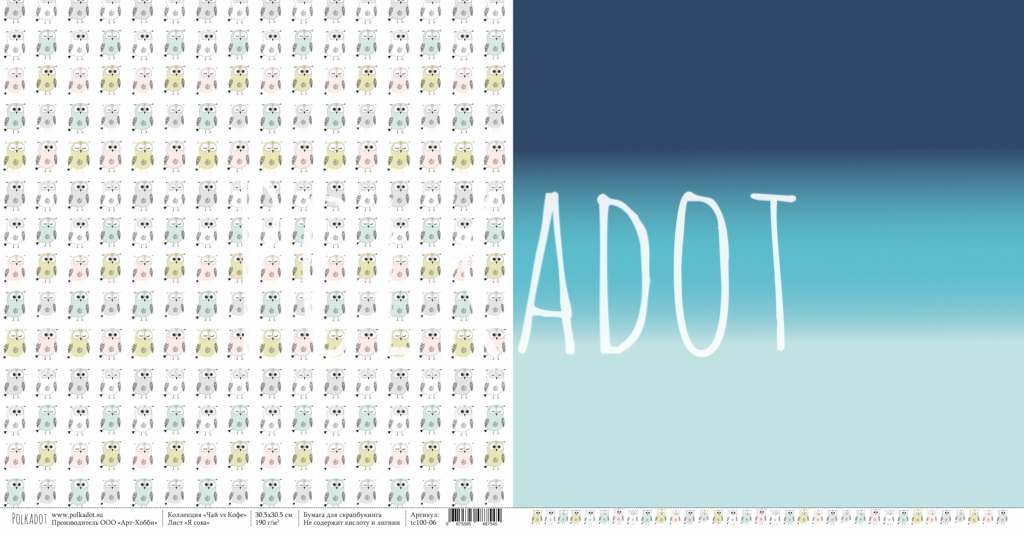 ADOT
POLKADOT
www.polkadot.su
Производитель ООО «Арт-Хобби»
Коллекция «Чай vs Кофе»
Лист «Я сова»
30.5х30.5 см
190 г/м²
Бумага для скрапбукинга
Не содержит кислоту и лигнин
Артикул:
tc100-06